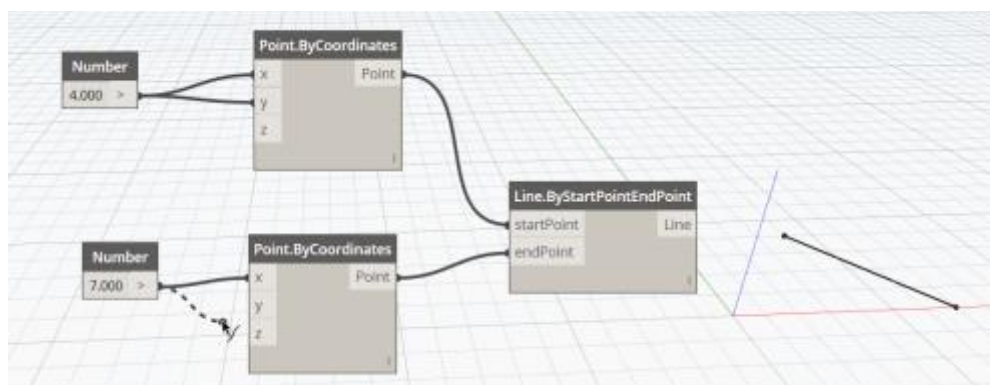 Number
4.000 >
Point.ByCoordinates
x
Point
y
z
l
Number
7.000 >
Point.ByCoordinates
x
Point
y
z
l
Line.ByStartPointEndPoint
startPoint
Line
endPoint
l